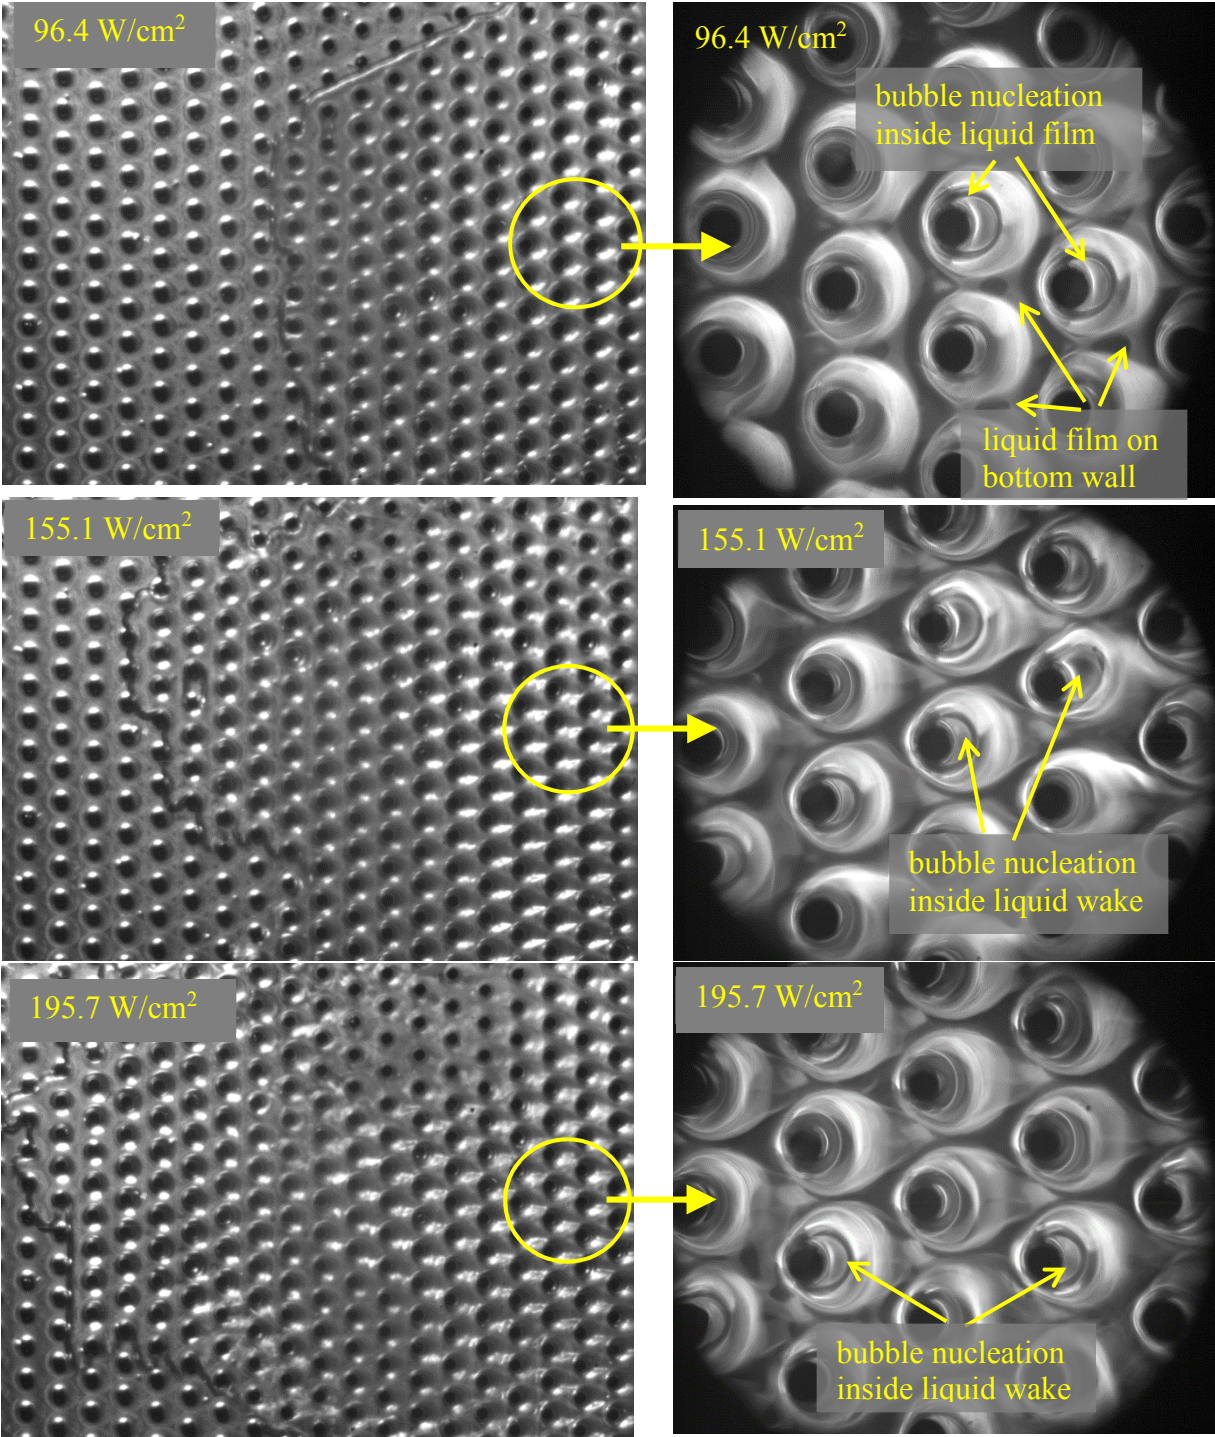 96.4 W/cm²
96.4 W/cm²
bubble nucleation
inside liquid film
liquid film on
bottom wall
155.1 W/cm²
155.1 W/cm²
bubble nucleation
inside liquid wake
195.7 W/cm²
195.7 W/cm²
bubble nucleation
inside liquid wake